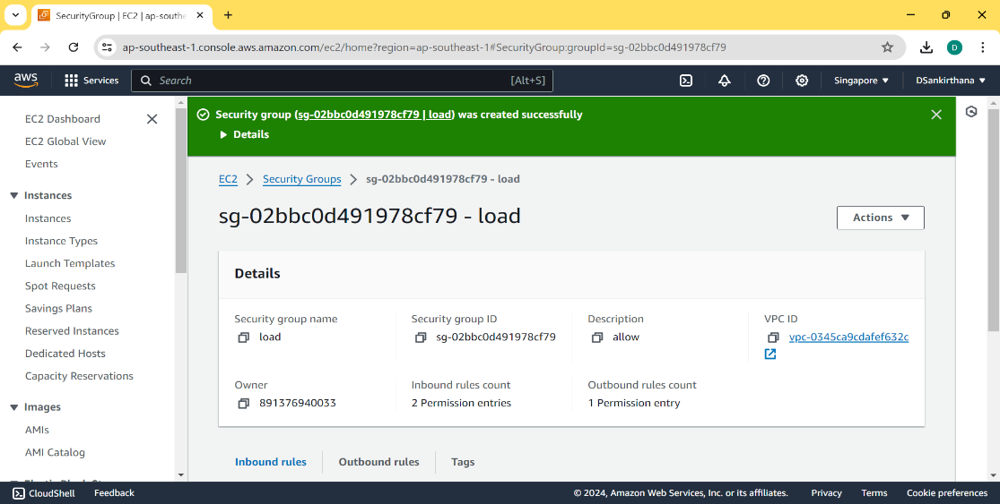 SecurityGroup | EC2 | ap-southe
ap-southeast-1.console.aws.amazon.com/ec2/home?region=ap-southeast-1#SecurityGroup:groupId=sg-02bbc0d491978cf79
D
aws
Services
Search
[Alt+S]
Singapore
DSankirthana
EC2 Dashboard
EC2 Global View
Events
Instances
Instances
Instance Types
Launch Templates
Spot Requests
Savings Plans
Reserved Instances
Dedicated Hosts
Capacity Reservations
Images
AMIs
AMI Catalog
Security group (sg-02bbc0d491978cf79 | load) was created successfully
Details
EC2 > Security Groups > sg-02bbc0d491978cf79 - load
sg-02bbc0d491978cf79 - load
Actions
Details
Security group name
load
Security group ID
sg-02bbc0d491978cf79
Description
allow
VPC ID
vpc-0345ca9cdafef632c
Owner
891376940033
Inbound rules count
2 Permission entries
Outbound rules count
1 Permission entry
Inbound rules
Outbound rules
Tags
CloudShell
Feedback
© 2024, Amazon Web Services, Inc. or its affiliates.
Privacy
Terms
Cookie preferences